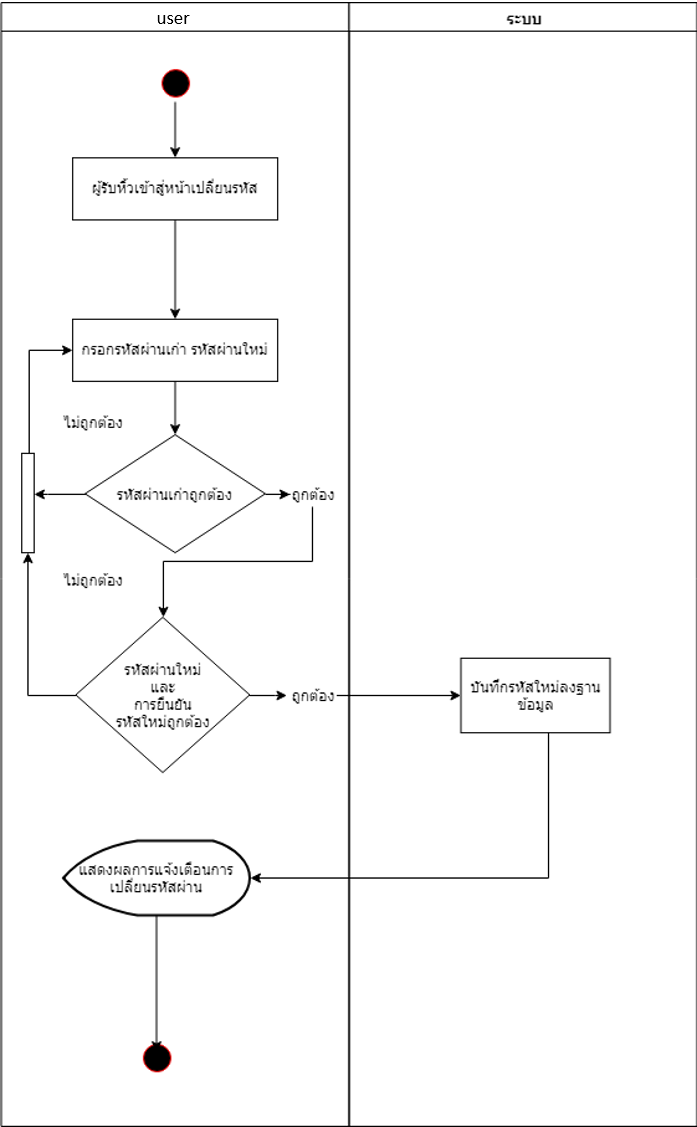 user
ระบบ
ผู้รับหิ้วเข้าสู่หน้าเปลี่ยนรหัส
กรอกรหัสผ่านเก่า รหัสผ่านใหม่
ไม่ถูกต้อง
รหัสผ่านเก่าถูกต้อง
ถูกต้อง
ไม่ถูกต้อง
รหัสผ่านใหม่
และ
การยืนยัน
รหัสใหม่ถูกต้อง
ถูกต้อง
บันทึกรหัสใหม่ลงฐาน
ข้อมูล
แสดงผลการแจ้งเตือนการ
เปลี่ยนรหัสผ่าน